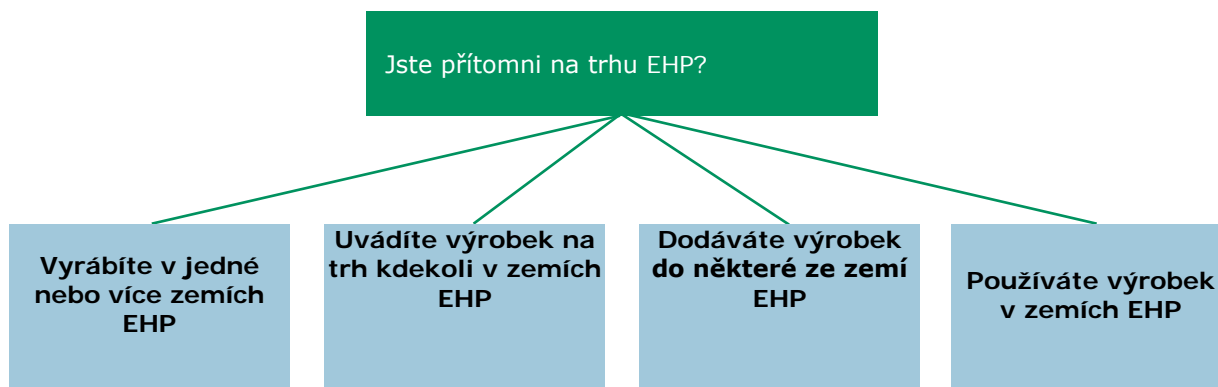 Jste přítomni na trhu EHP?
Vyrábíte v jedné
nebo více zemích
EHP
Uvádíte výrobek na
trh kdekoli v zemích
EHP
Dodáváte výrobek
do některé ze zemí
EHP
Používáte výrobek
v zemích EHP